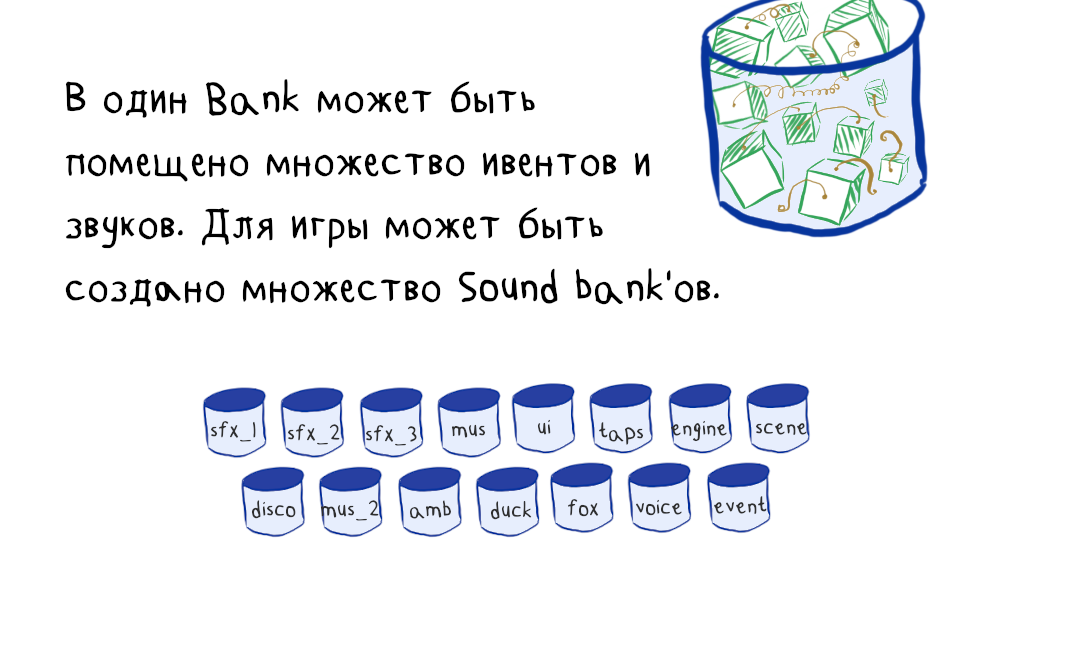 В один Bank может быть
помещено множество ивентов и
звуков. Для игры может быть
создано множество Sound bank'ов.
sfx_1 sfx_2 sfx_3 mus ui taps engine scene
disco mus_2 amb duck fox voice event